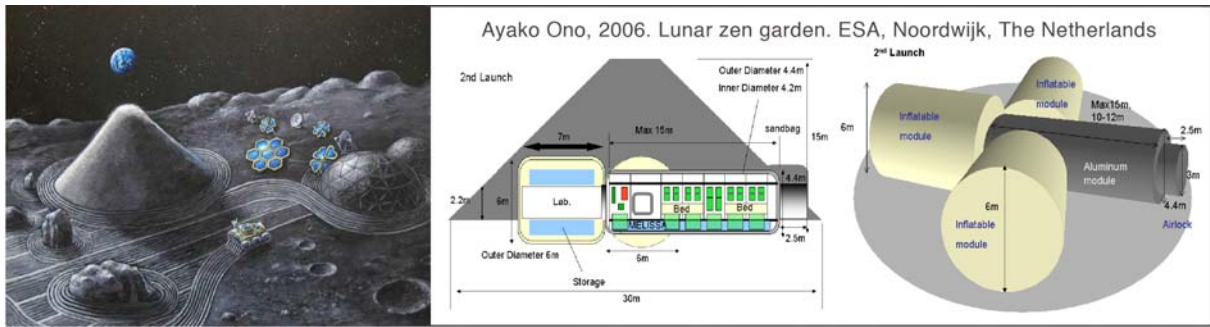 Ayako Ono, 2006. Lunar zen garden. ESA, Noordwijk, The Netherlands
2nd Launch
Outer Diameter 4.4m
Inner Diameter 4.2m
sandbag
7m
Max 15m
15m
2.2m
6m
Lab.
Bed
Bed
MELISSA
4.4m
2.5m
Outer Diameter 6m
6m
Storage
30m
2nd Launch
Inflatable
module
Inflatable
module
Max15m,
10-12m
2.5m
6m
Aluminum
module
3m
6m
4.4m
Inflatable
module
Airlock